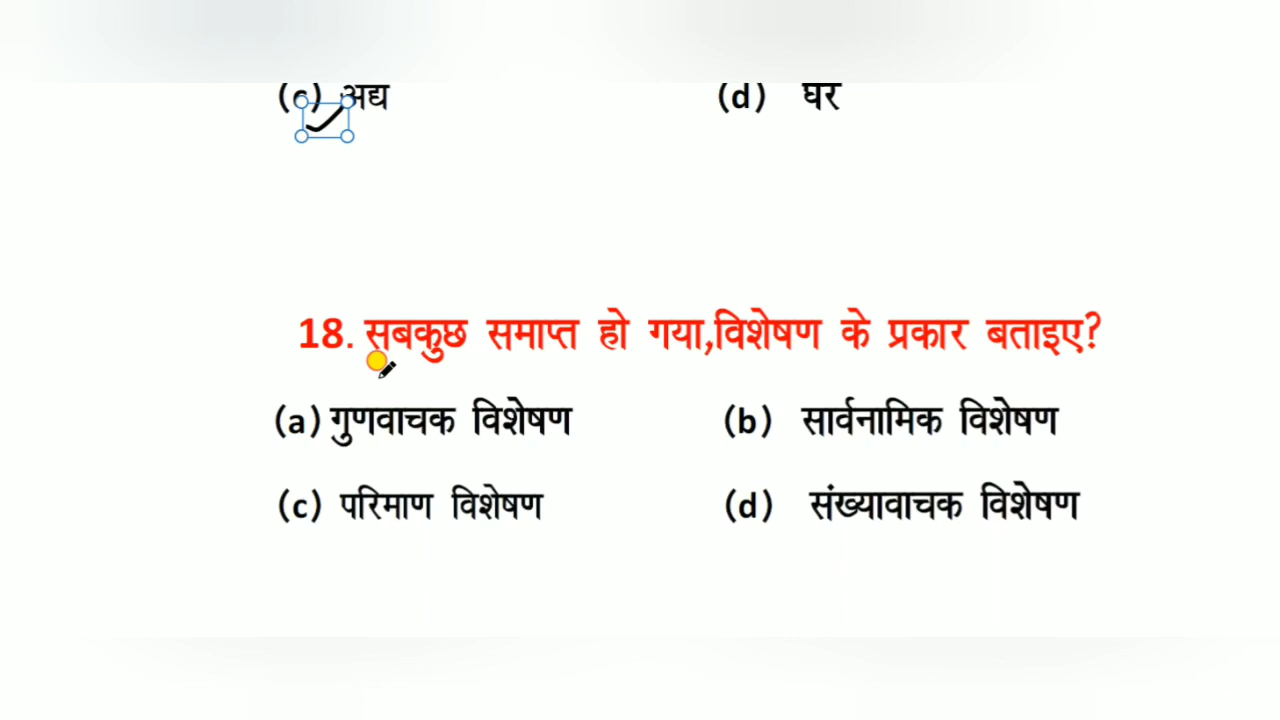 (c) अद्य (d) घर
18. सबकुछ समाप्त हो गया,विशेषण के प्रकार बताइए?
(a) गुणवाचक विशेषण (b) सार्वनामिक विशेषण
(c) परिमाण विशेषण (d) संख्यावाचक विशेषण